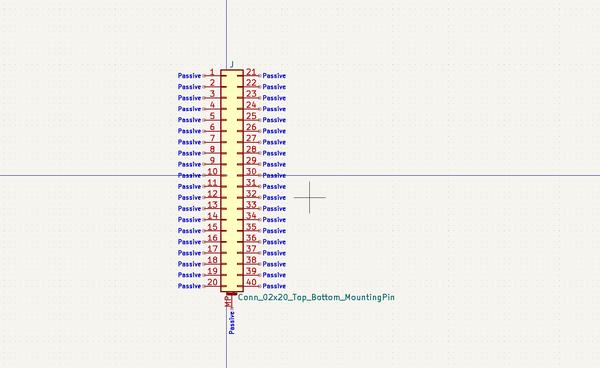 J
Passive 1 21 Passive
Passive 2 22 Passive
Passive 3 23 Passive
Passive 4 24 Passive
Passive 5 25 Passive
Passive 6 26 Passive
Passive 7 27 Passive
Passive 8 28 Passive
Passive 9 29 Passive
Passive 10 30 Passive
Passive 11 31 Passive
Passive 12 32 Passive
Passive 13 33 Passive
Passive 14 34 Passive
Passive 15 35 Passive
Passive 16 36 Passive
Passive 17 37 Passive
Passive 18 38 Passive
Passive 19 39 Passive
Passive 20 40 Passive
Conn_02x20_Top_Bottom_MountingPin
MP
Passive